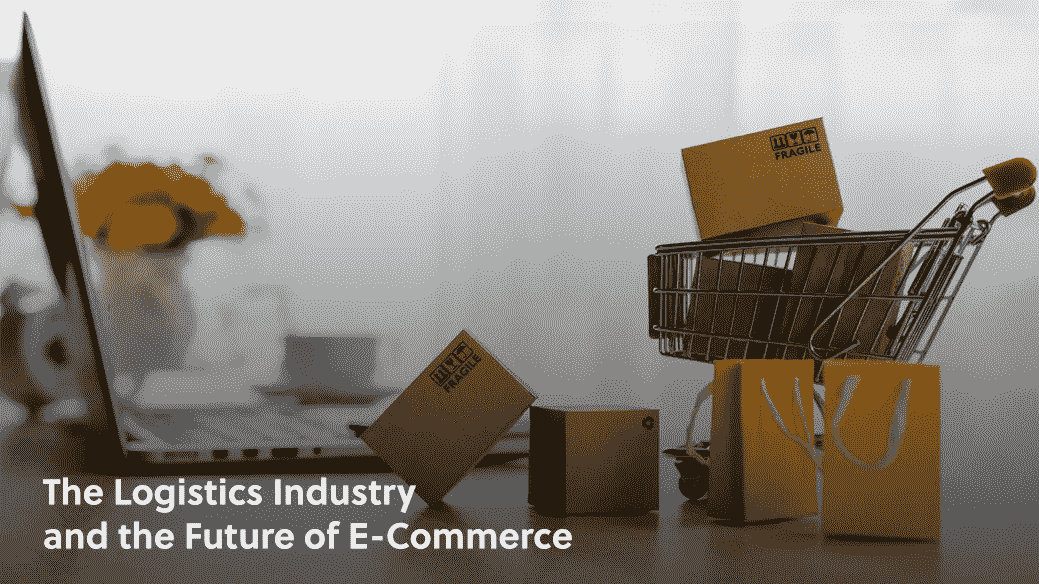 FRAGILE
FRAGILE
The Logistics Industry
and the Future of E-Commerce